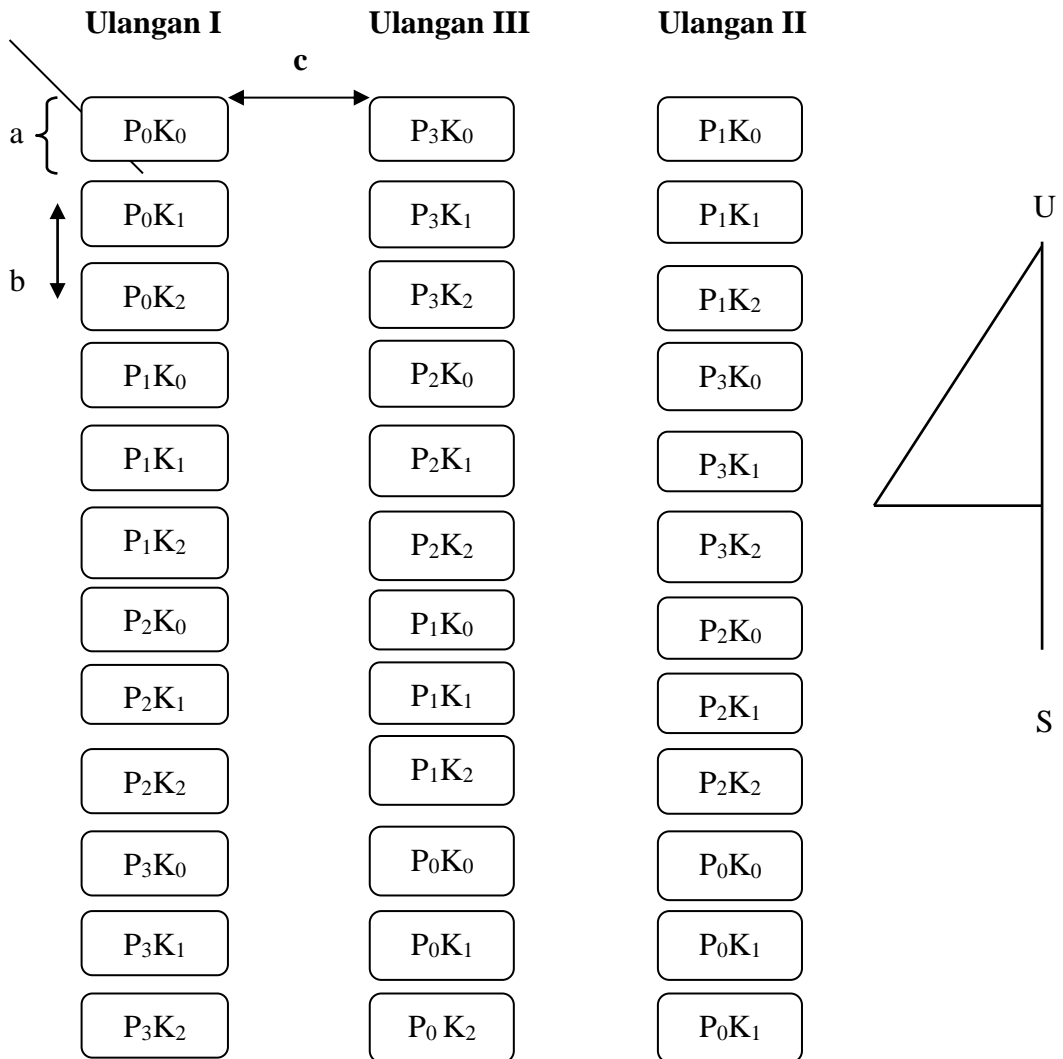 Ulangan I Ulangan III Ulangan II
c
a P₀K₀ P₃K₀ P₁K₀
P₀K₁ P₃K₁ P₁K₁ U
b P₀K₂ P₃K₂ P₁K₂
P₁K₀ P₂K₀ P₃K₀
P₁K₁ P₂K₁ P₃K₁
P₁K₂ P₂K₂ P₃K₂
P₂K₀ P₁K₀ P₂K₀
P₂K₁ P₁K₁ P₂K₁ S
P₂K₂ P₁K₂ P₂K₂
P₃K₀ P₀K₀ P₀K₀
P₃K₁ P₀K₁ P₀K₁
P₃K₂ P₀ K₂ P₀K₁